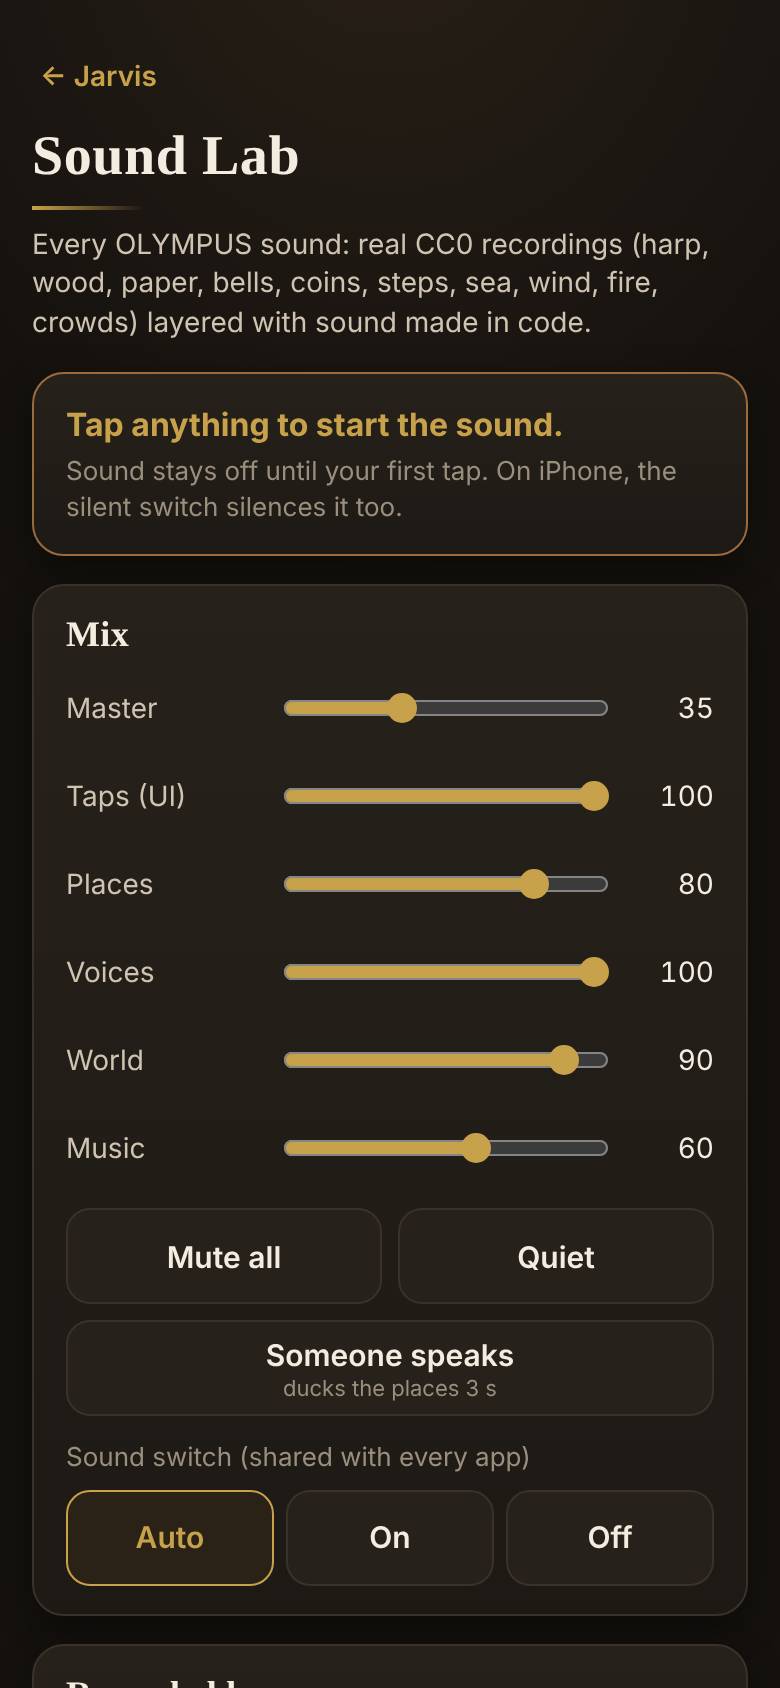 ← Jarvis
Sound Lab
Every OLYMPUS sound: real CC0 recordings (harp,
wood, paper, bells, coins, steps, sea, wind, fire,
crowds) layered with sound made in code.
Tap anything to start the sound.
Sound stays off until your first tap. On iPhone, the
silent switch silences it too.
Mix
Master 35
Taps (UI) 100
Places 80
Voices 100
World 90
Music 60
Mute all Quiet
Someone speaks
ducks the places 3 s
Sound switch (shared with every app)
Auto On Off